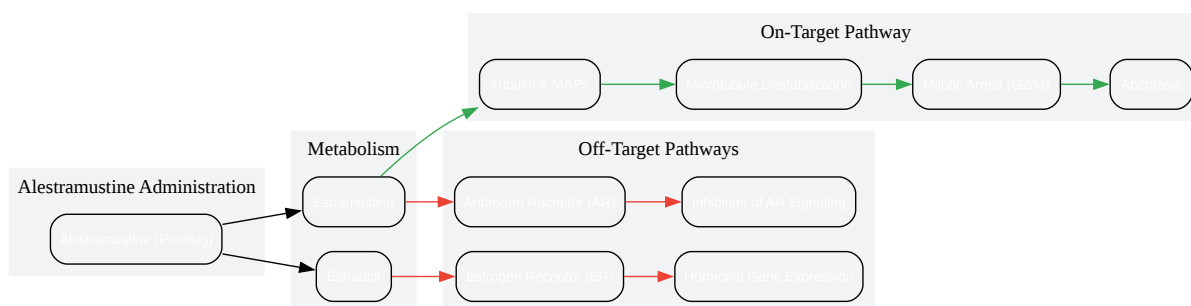 On-Target Pathway
Tubulin & MAPs
Microtubule Destabilization
Mitotic Arrest (G2/M)
Apoptosis
Metabolism
Off-Target Pathways
Alestramustine Administration
Estramustine
Androgen Receptor (AR)
Inhibition of AR Signaling
Alestramustine (Prodrug)
Estradiol
Estrogen Receptor (ER)
Hormonal Gene Expression